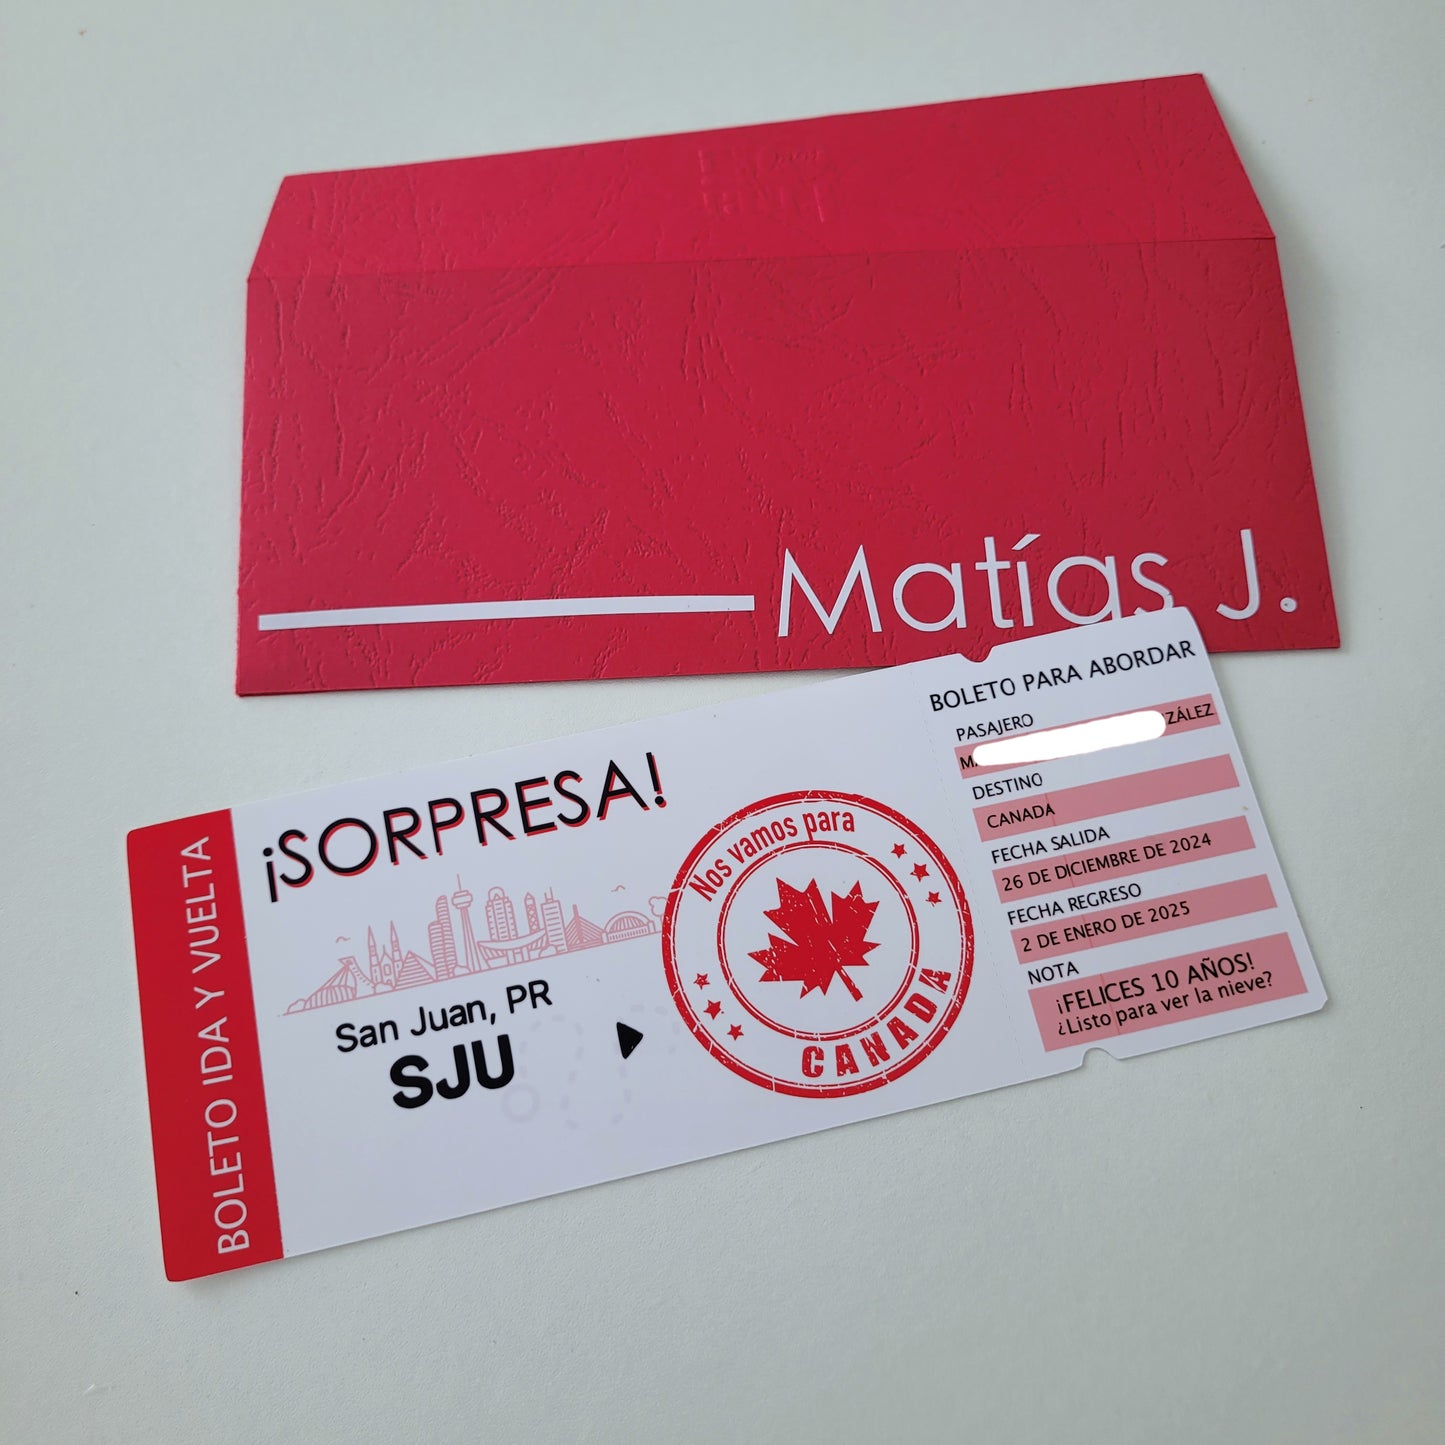 Matías J.
BOLETO IDA Y VUELTA
¡SORPRESA!
San Juan, PR
SJU
Nos vamos para
CANADA
BOLETO PARA ABORDAR
PASAJERO
DESTINO
CANADA
FECHA SALIDA
26 DE DICIEMBRE DE 2024
FECHA REGRESO
2 DE ENERO DE 2025
NOTA
¡FELICES 10 AÑOS!
¿Listo para ver la nieve?